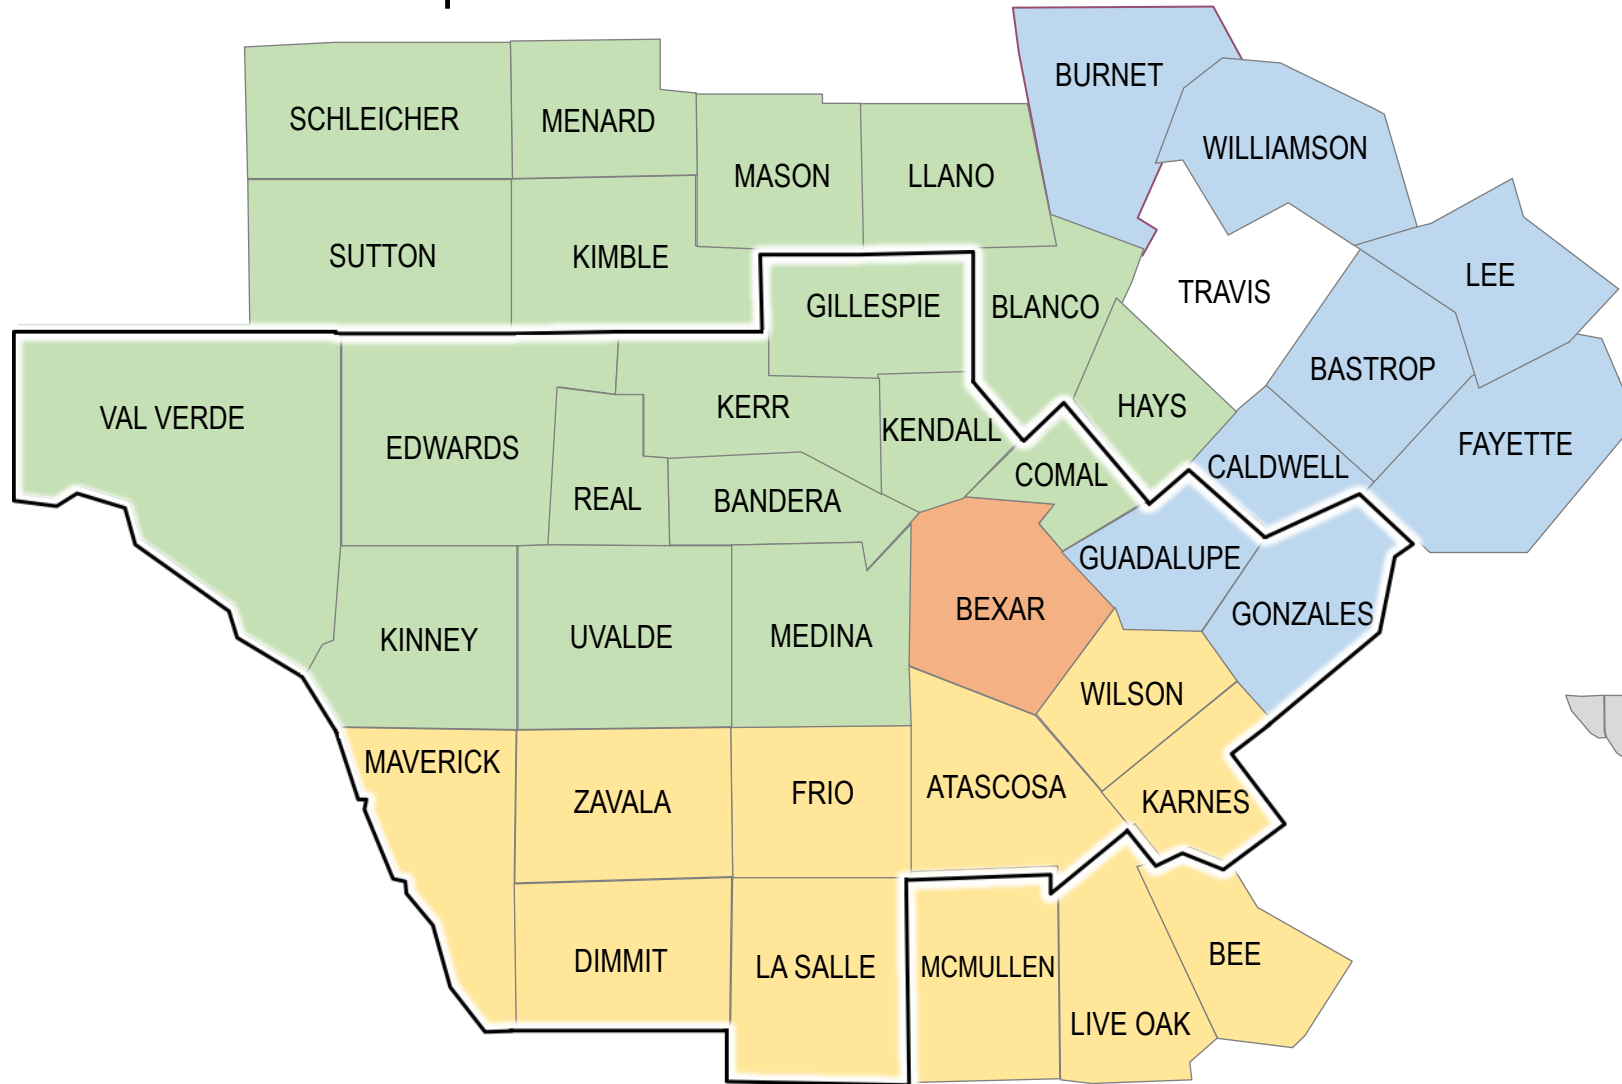 BURNET
SCHLEICHER
MENARD
WILLIAMSON
MASON
LLANO
SUTTON
KIMBLE
LEE
TRAVIS
GILLESPIE
BLANCO
BASTROP
VAL VERDE
KERR
HAYS
KENDALL
EDWARDS
FAYETTE
CALDWELL
COMAL
REAL
BANDERA
GUADALUPE
BEXAR
GONZALES
KINNEY
UVALDE
MEDINA
WILSON
MAVERICK
ZAVALA
FRIO
ATASCOSA
KARNES
DIMMIT
LA SALLE
MCMULLEN
BEE
LIVE OAK